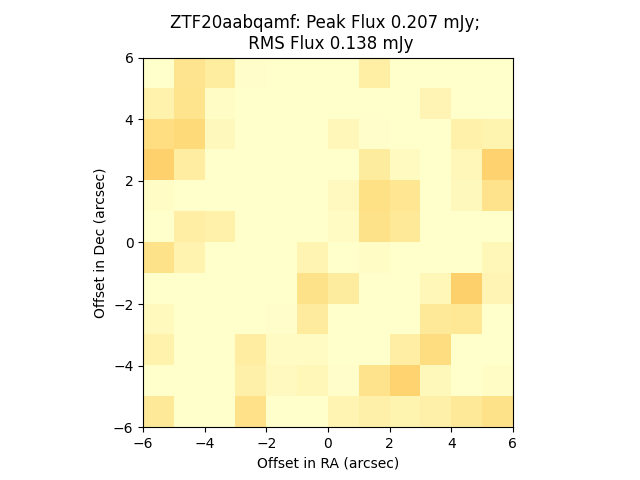 ZTF20aabqamf: Peak Flux 0.207 mJy;
RMS Flux 0.138 mJy
6
4
2
0
−2
−4
−6
Offset in Dec (arcsec)
−6 −4 −2 0 2 4 6
Offset in RA (arcsec)